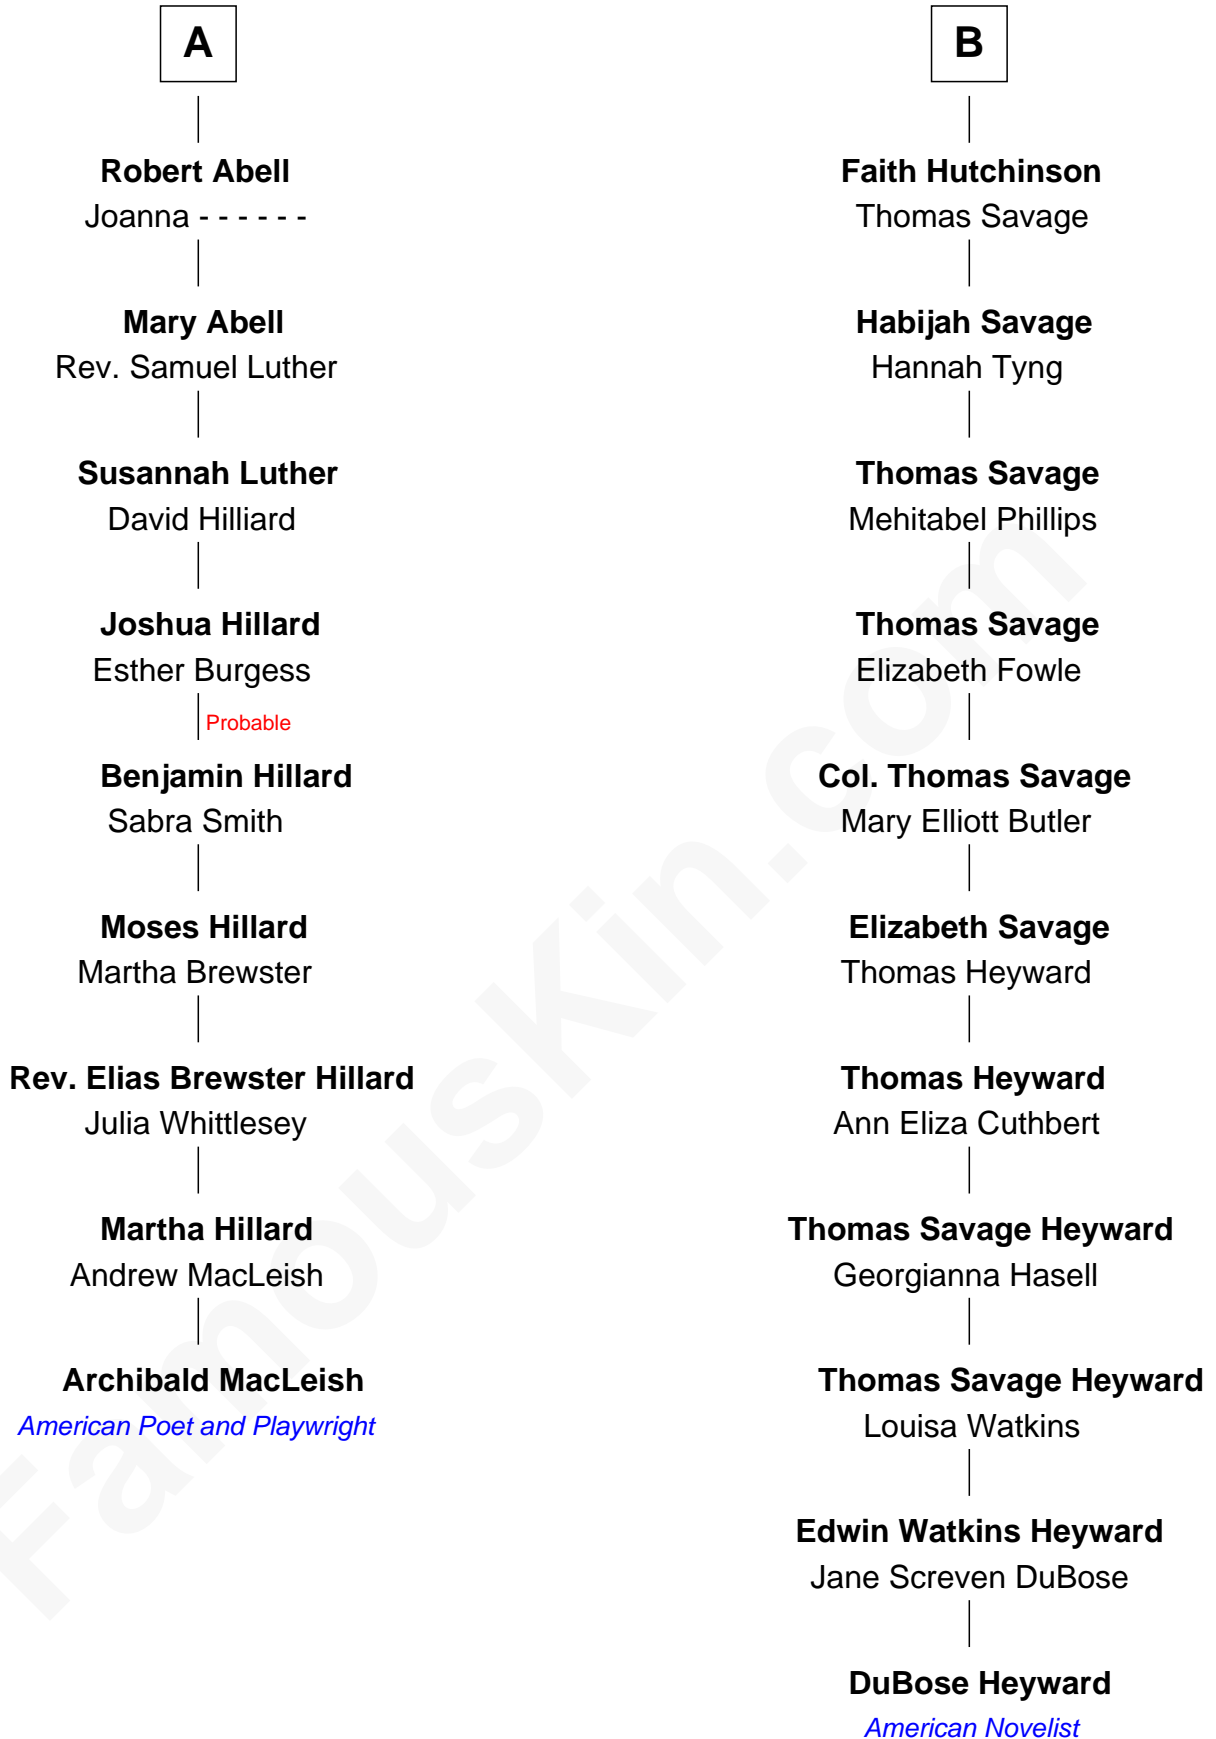 A
Robert Abell
Joanna - - - - - -
Mary Abell
Rev. Samuel Luther
Susannah Luther
David Hilliard
Joshua Hillard
Esther Burgess
Probable
Benjamin Hillard
Sabra Smith
Moses Hillard
Martha Brewster
Rev. Elias Brewster Hillard
Julia Whittlesey
Martha Hillard
Andrew MacLeish
Archibald MacLeish
American Poet and Playwright
B
Faith Hutchinson
Thomas Savage
Habijah Savage
Hannah Tyng
Thomas Savage
Mehitabel Phillips
Thomas Savage
Elizabeth Fowle
Col. Thomas Savage
Mary Elliott Butler
Elizabeth Savage
Thomas Heyward
Thomas Heyward
Ann Eliza Cuthbert
Thomas Savage Heyward
Georgianna Hasell
Thomas Savage Heyward
Louisa Watkins
Edwin Watkins Heyward
Jane Screven DuBose
DuBose Heyward
American Novelist
FamousKin.com